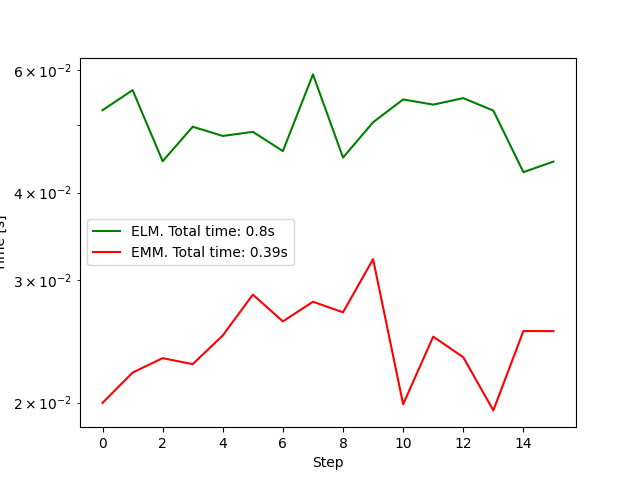 6 × 10⁻²
4 × 10⁻²
3 × 10⁻²
2 × 10⁻²
Time [s]
ELM. Total time: 0.8s
EMM. Total time: 0.39s
0 2 4 6 8 10 12 14
Step